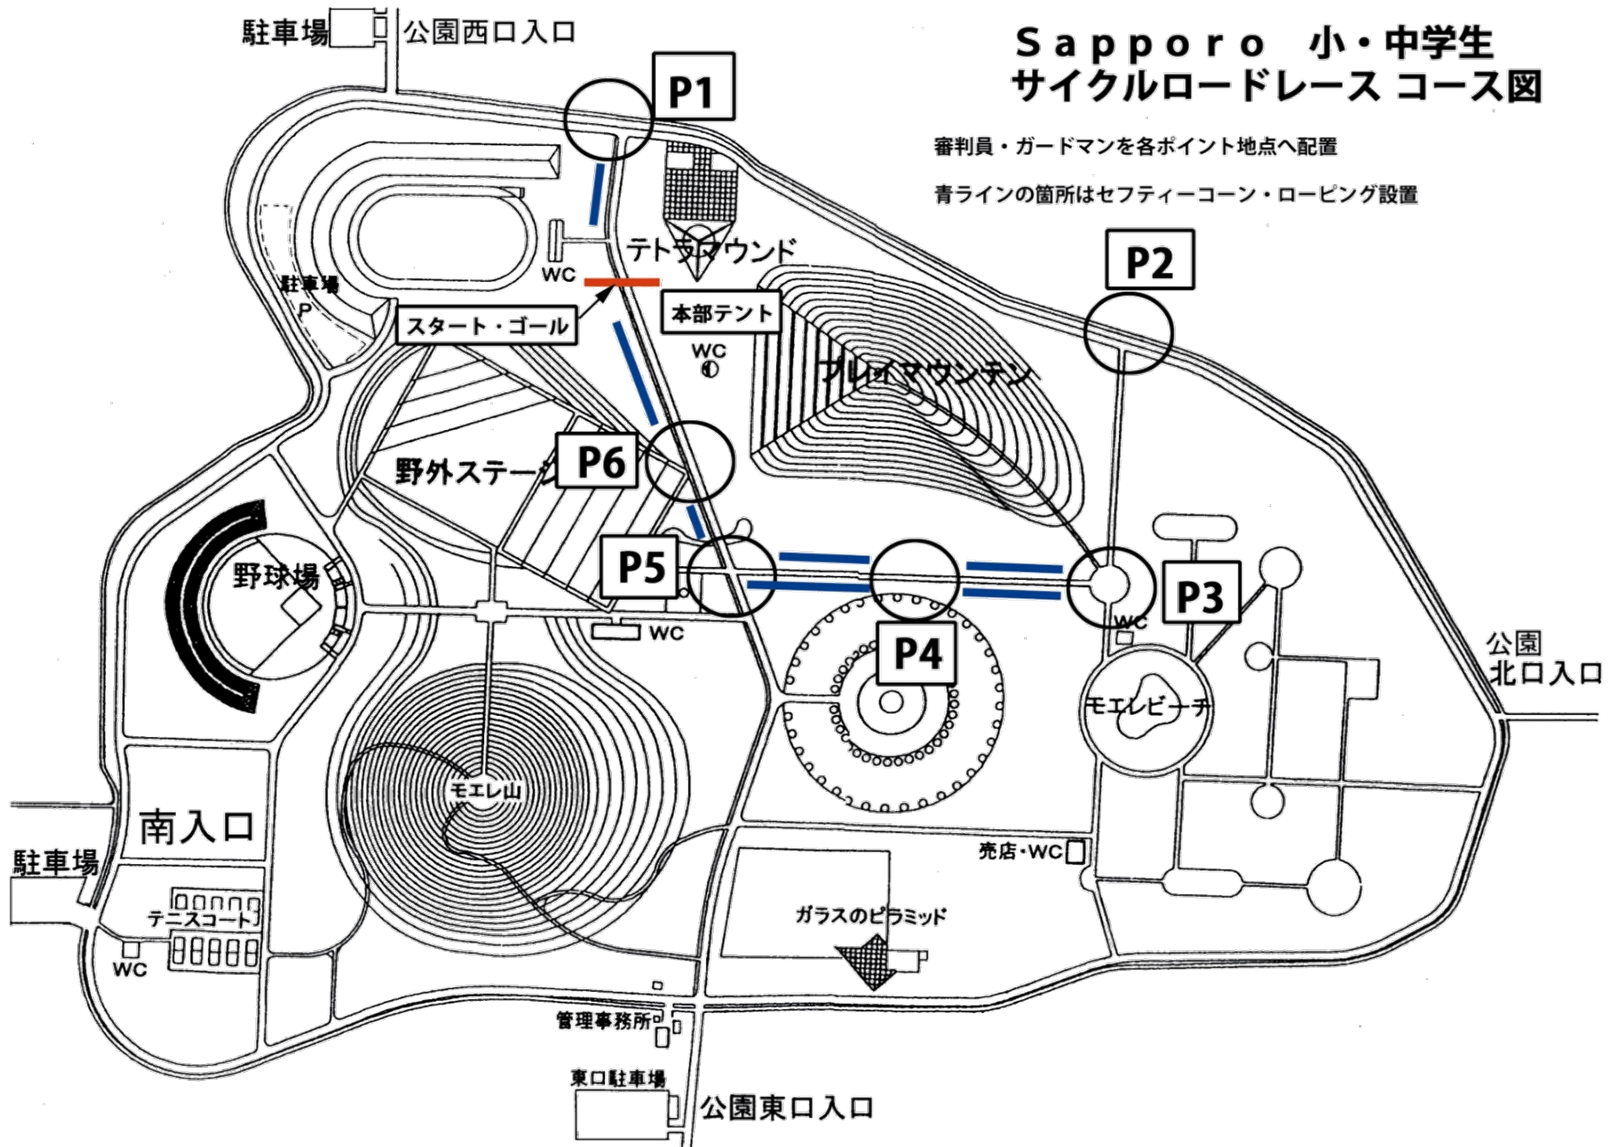 駐車場
公園西口入口
Sapporo 小・中学生
サイクルロードレース コース図
審判員・ガードマンを各ポイント地点へ配置
青ラインの箇所はセフティーコーン・ローピング設置
P1
P2
テトラマウンド
WC
駐車場
P
スタート・ゴール
本部テント
WC
プレイマウンテン
野外ステージ
P6
P5
野球場
P3
WC
WC
P4
公園
北口入口
モエレビーチ
モエレ山
南入口
駐車場
売店・WC
テニスコート
ガラスのピラミッド
WC
管理事務所
東口駐車場
公園東口入口